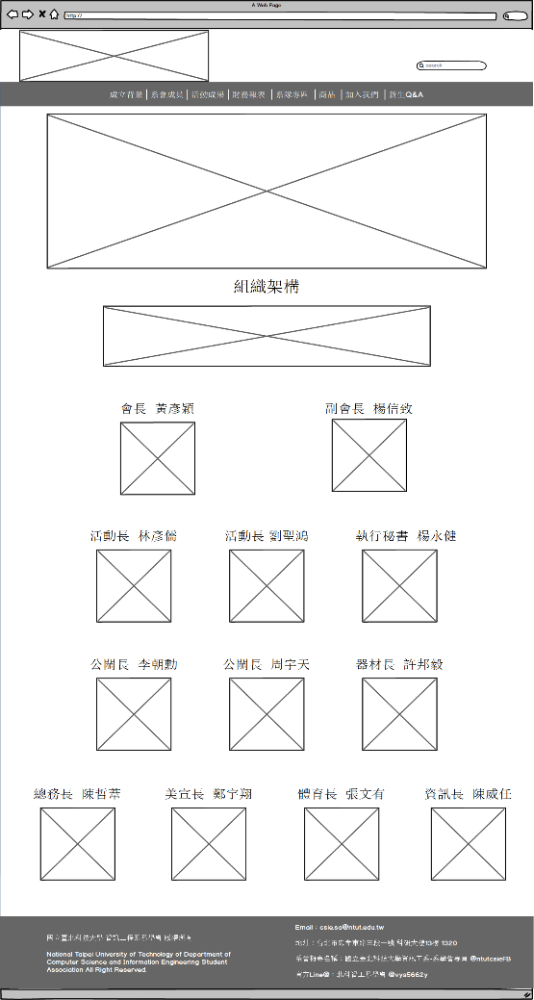 A Web Page
http://
search
成立背景 系會成員 活動成果 財務報表 系隊專區 商品 加入我們 新生Q&A
組織架構
會長 黃彥穎
副會長 楊信致
活動長 林彥儒
活動長 劉聖鴻
執行秘書 楊永健
公關長 李朝勳
公關長 周宇天
器材長 許邦毅
總務長 陳哲葦
美宣長 鄭宇翔
體育長 張文有
資訊長 陳威任
國立臺北科技大學 資訊工程系系學會 版權所有
National Taipei University of Technology of Department of
Computer Science and Information Engineering Student
Association All Right Reserved.
Email：csie.sa@ntut.edu.tw
地址：台北市忠孝東路三段一號 科研大樓13樓 1320
國立臺北科技大學資訊工系-系學會專頁 @ntutcsieFB
官方Line@：北科資工系學會 @vya5662y